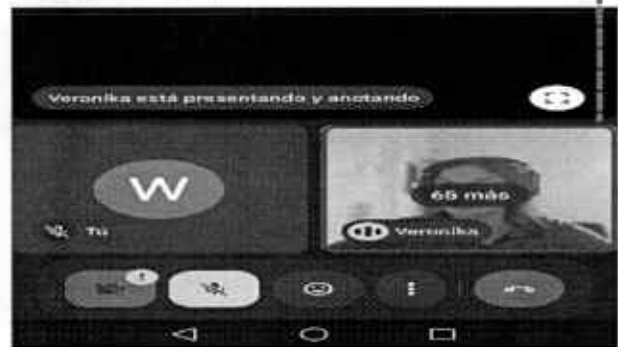 Veronika está presentando y anotando
W
65 más
Tú
Veronika